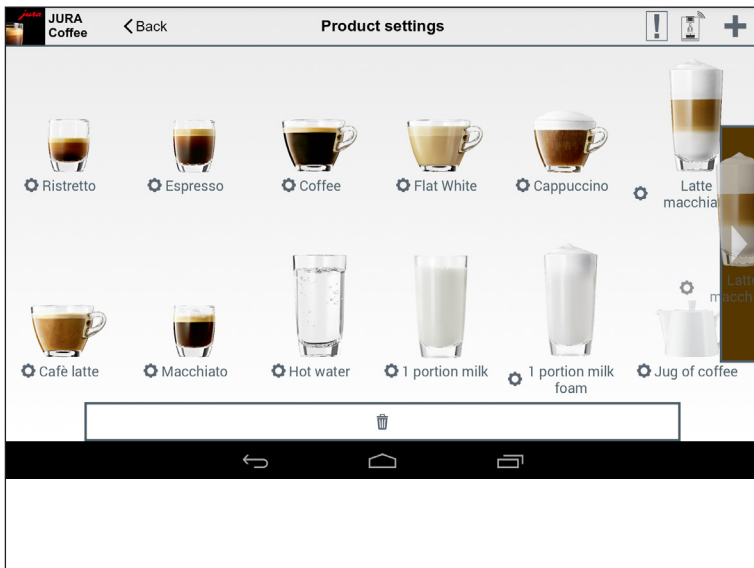 jura
JURA
Coffee
Back
Product settings
Ristretto
Espresso
Coffee
Flat White
Cappuccino
Latte
Cafè latte
Macchiato
Hot water
1 portion milk
1 portion milk
foam
Jug of coffee